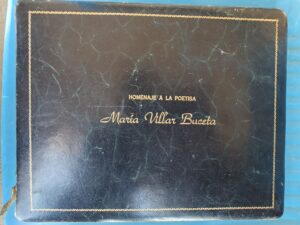 HOMENAJE A LA POETISA
María Villar Buceta